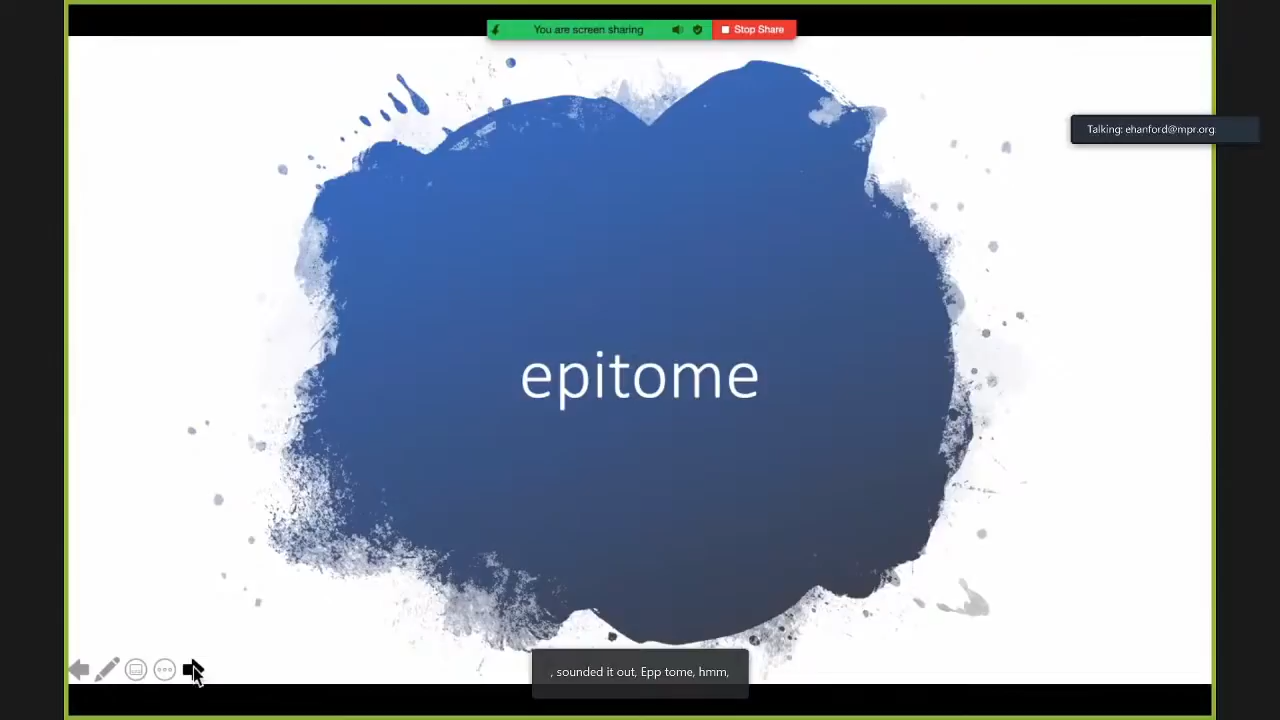 You are screen sharing
Stop Share
Talking: ehanford@mpr.org
epitome
, sounded it out, Epp tome, hmm,